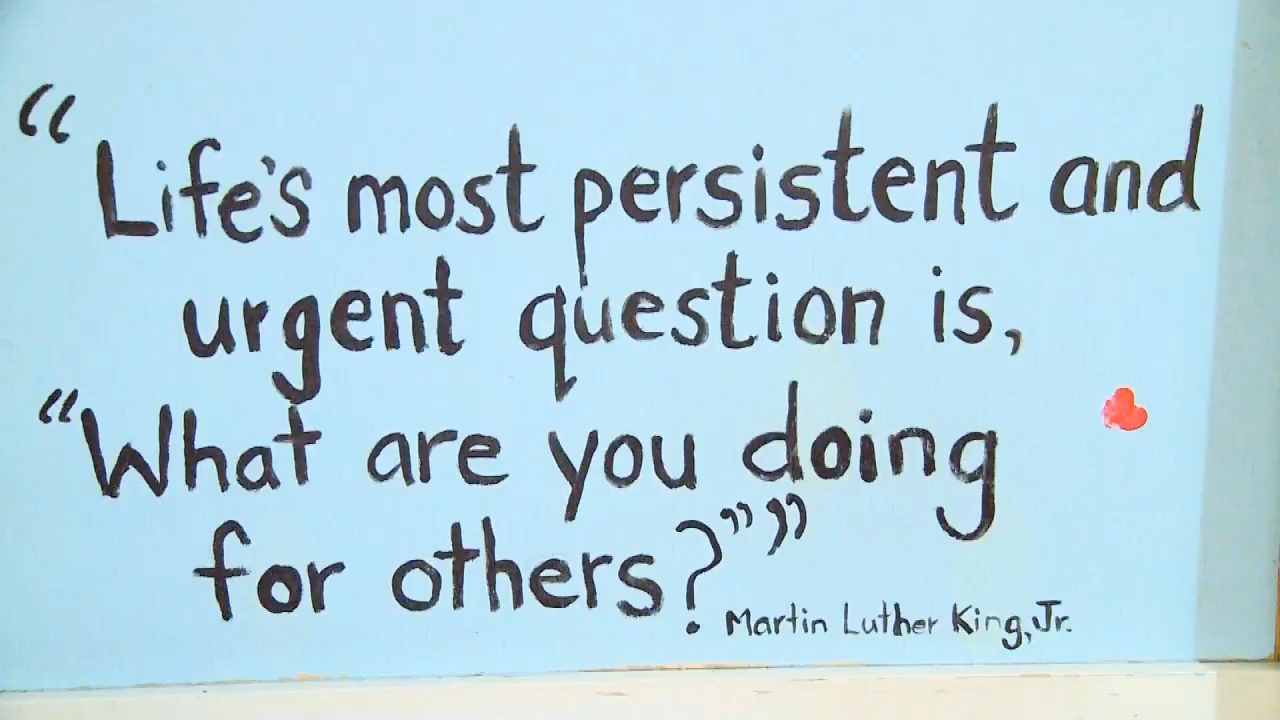 “Life's most persistent and
urgent question is,
“What are you doing
for others?””
Martin Luther King, Jr.